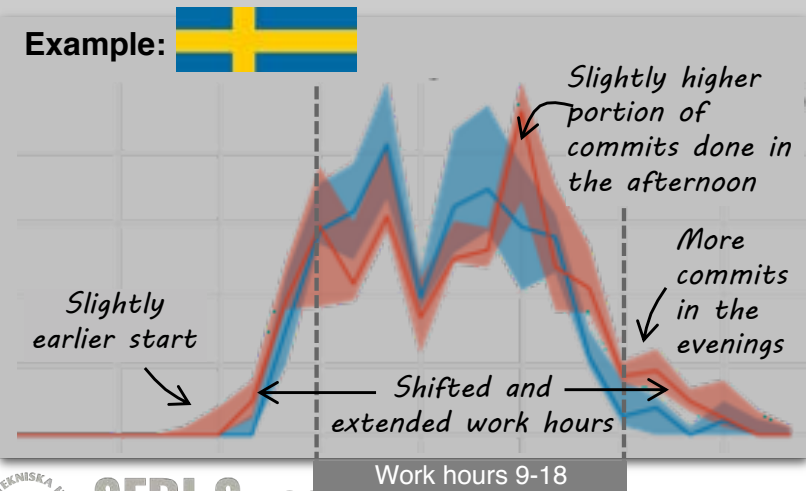 Example:
Slightly higher
portion of
commits done in
the afternoon
More
commits
in the
evenings
Slightly
earlier start
Shifted and
extended work hours
Work hours 9-18